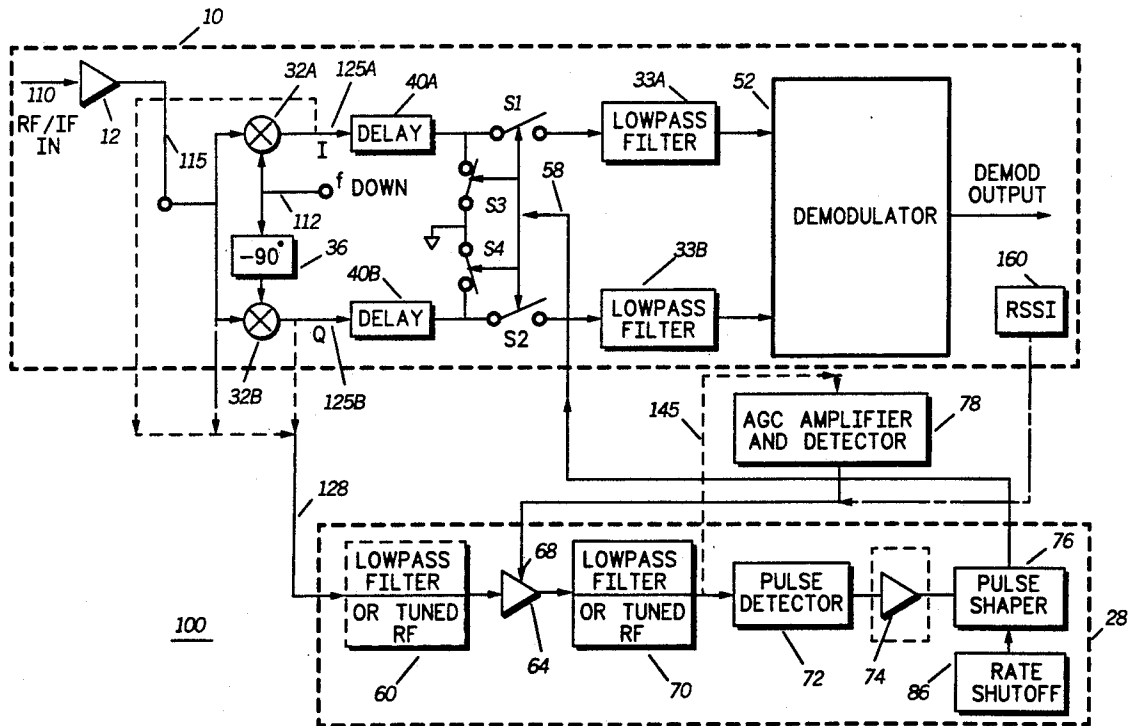 10
110
RF/IF
IN
12
115
32A
125A
I
40A
DELAY
S1
33A
LOWPASS
FILTER
52
DEMODULATOR
DEMOD
OUTPUT
f DOWN
112
S3
58
-90°
36
S4
40B
DELAY
S2
33B
LOWPASS
FILTER
160
RSSI
32B
Q
125B
145
AGC AMPLIFIER
AND DETECTOR
78
128
100
LOWPASS
FILTER
OR TUNED
RF
60
68
64
LOWPASS
FILTER
OR TUNED
RF
70
PULSE
DETECTOR
72
74
76
PULSE
SHAPER
28
86
RATE
SHUTOFF